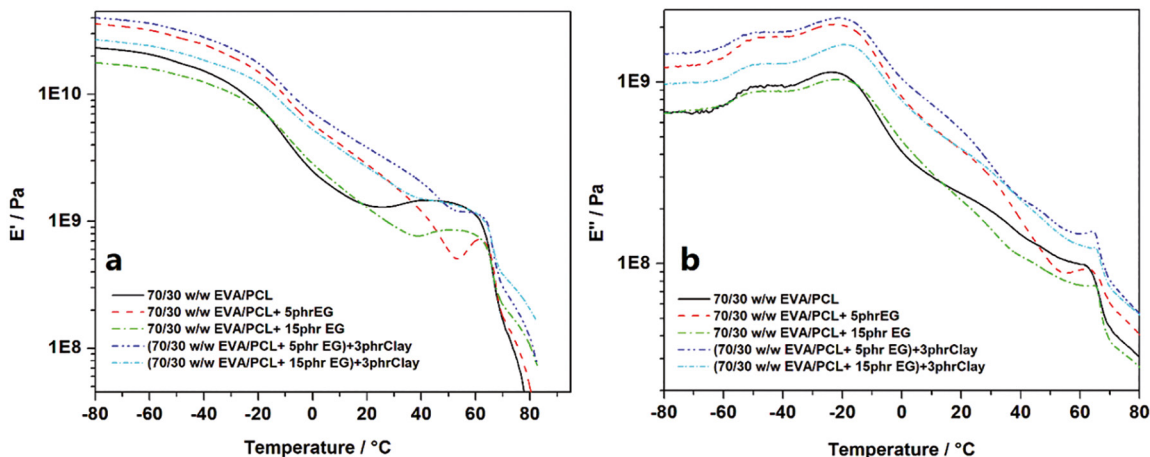 1E10
1E9
1E8
E' / Pa
a
70/30 w/w EVA/PCL
70/30 w/w EVA/PCL+ 5phrEG
70/30 w/w EVA/PCL+ 15phr EG
(70/30 w/w EVA/PCL+ 5phr EG)+3phrClay
(70/30 w/w EVA/PCL+ 15phr EG)+3phrClay
-80 -60 -40 -20 0 20 40 60 80
Temperature / °C
1E9
1E8
E'' / Pa
b
70/30 w/w EVA/PCL
70/30 w/w EVA/PCL+ 5phrEG
70/30 w/w EVA/PCL+ 15phr EG
(70/30 w/w EVA/PCL+ 5phr EG)+3phrClay
(70/30 w/w EVA/PCL+ 15phr EG)+3phrClay
-80 -60 -40 -20 0 20 40 60 80
Temperature / °C